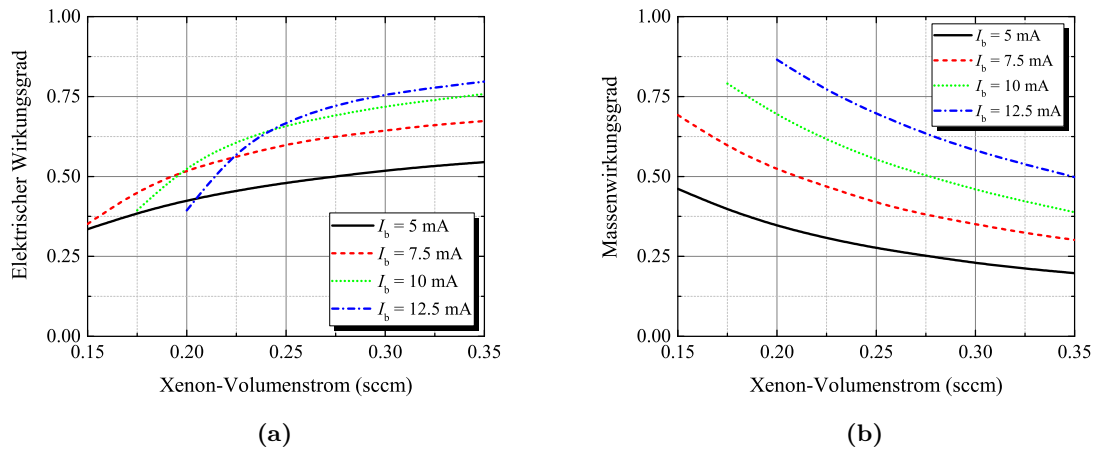 1.00
0.75
0.50
0.25
0.00
Elektrischer Wirkungsgrad
I_b = 5 mA
I_b = 7.5 mA
I_b = 10 mA
I_b = 12.5 mA
0.15 0.20 0.25 0.30 0.35
Xenon-Volumenstrom (sccm)
(a)
1.00
0.75
0.50
0.25
0.00
Massenwirkungsgrad
I_b = 5 mA
I_b = 7.5 mA
I_b = 10 mA
I_b = 12.5 mA
0.15 0.20 0.25 0.30 0.35
Xenon-Volumenstrom (sccm)
(b)